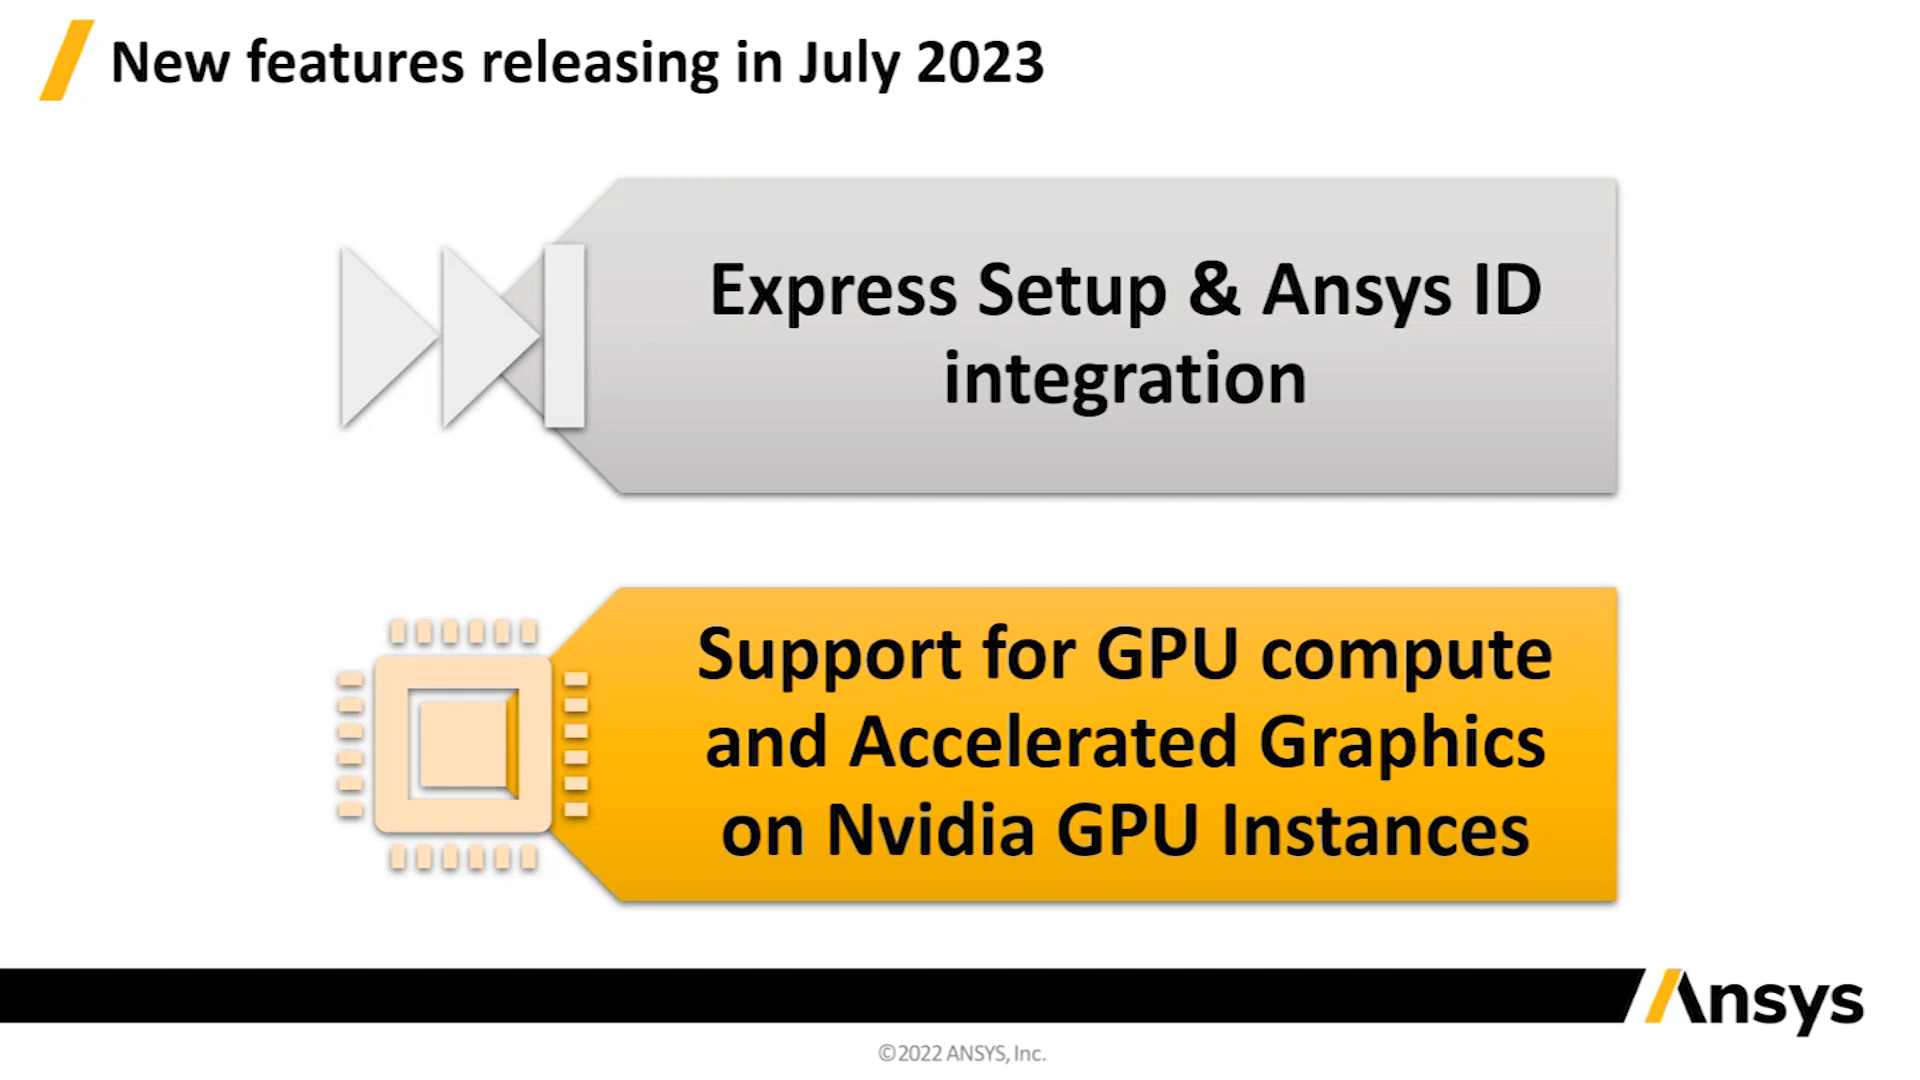 New features releasing in July 2023
Express Setup & Ansys ID
integration
Support for GPU compute
and Accelerated Graphics
on Nvidia GPU Instances
Ansys
©2022 ANSYS, Inc.